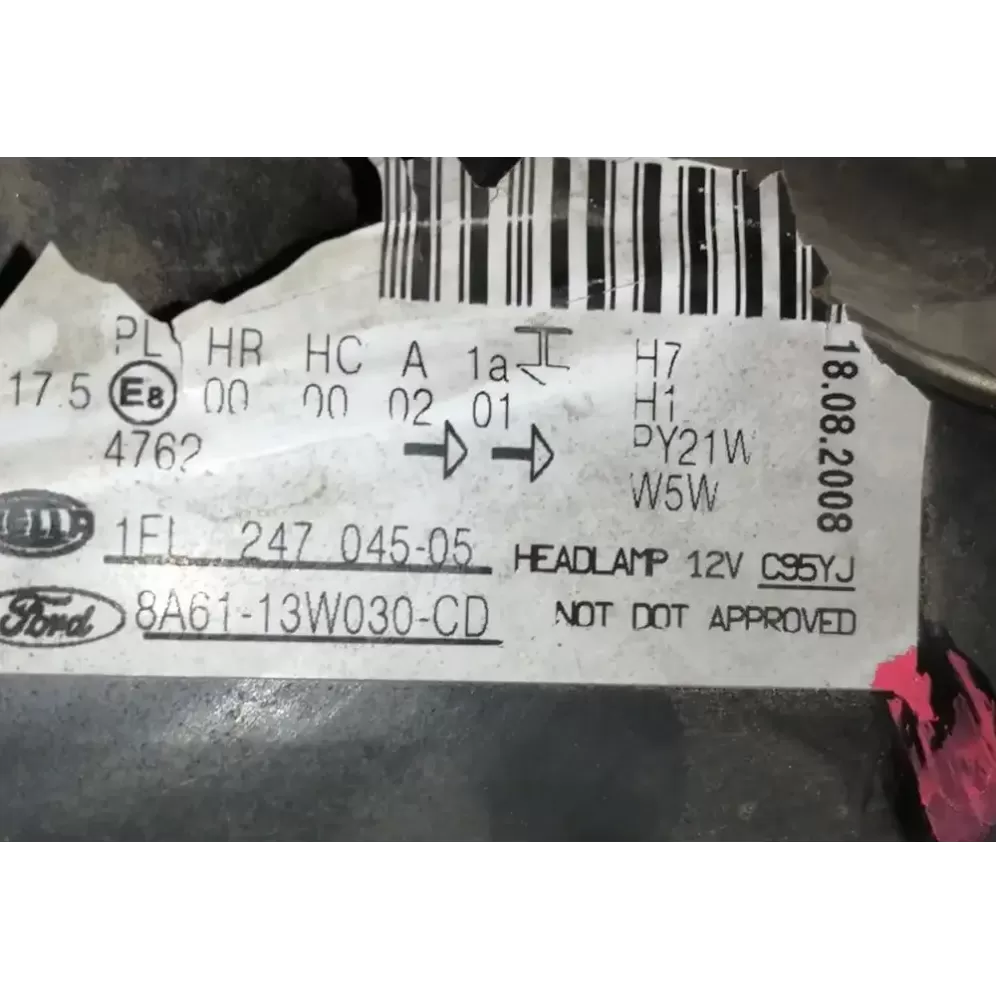 PL HR HC A 1a
17.5 E8 00 00 02 01
4762
H7
H1
PY21W
W5W
18.08.2008
HELLA
1EL 247 045-05
HEADLAMP 12V C95YJ
Ford
8A61-13W030-CD
NOT DOT APPROVED